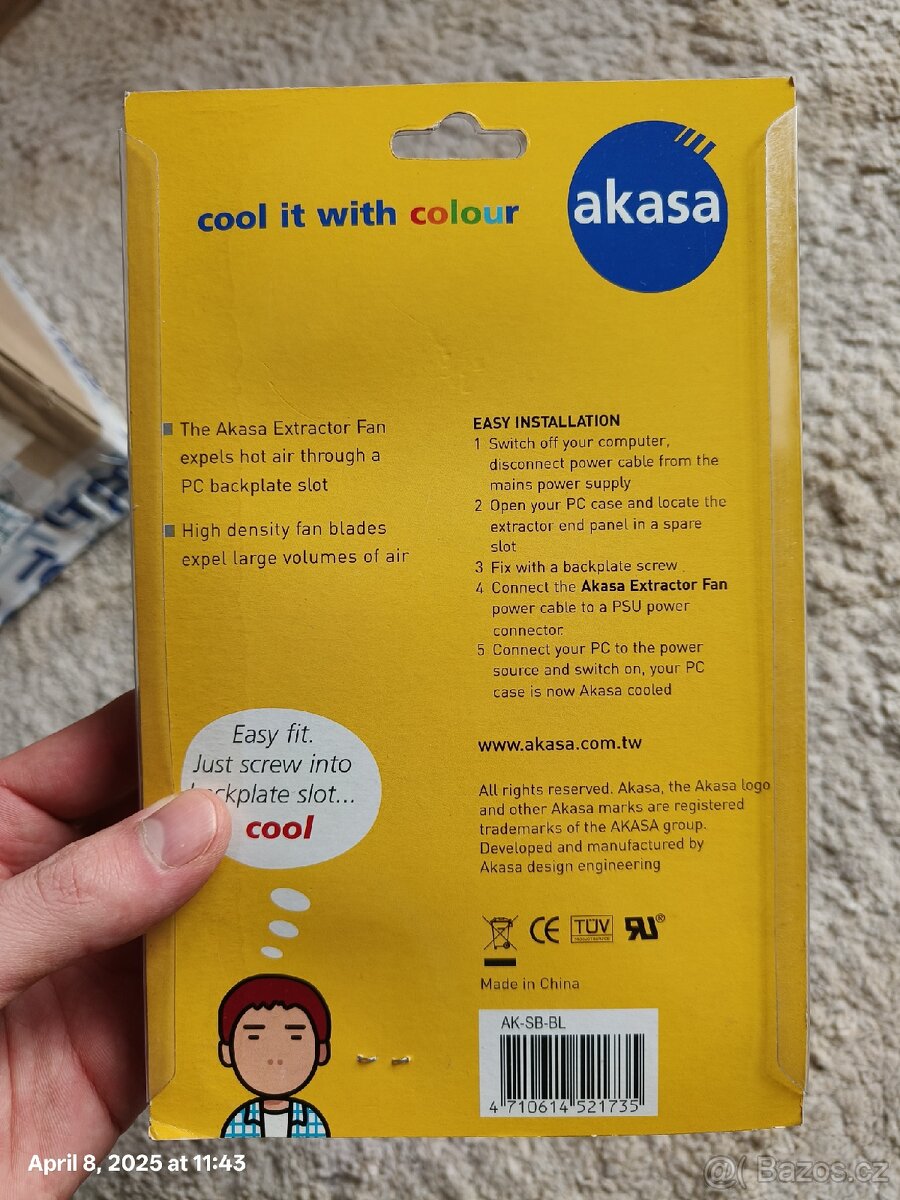 cool it with colour
akasa
The Akasa Extractor Fan
expels hot air through a
PC backplate slot
High density fan blades
expel large volumes of air
EASY INSTALLATION
1 Switch off your computer,
disconnect power cable from the
mains power supply
2 Open your PC case and locate the
extractor end panel in a spare
slot
3 Fix with a backplate screw
4 Connect the Akasa Extractor Fan
power cable to a PSU power
connector.
5 Connect your PC to the power
source and switch on, your PC
case is now Akasa cooled
www.akasa.com.tw
All rights reserved. Akasa, the Akasa logo
and other Akasa marks are registered
trademarks of the AKASA group.
Developed and manufactured by
Akasa design engineering
Easy fit.
Just screw into
backplate slot...
cool
CE TÜV
Made in China
AK-SB-BL
4 710614 521735
April 8, 2025 at 11:43
Bazos.cz